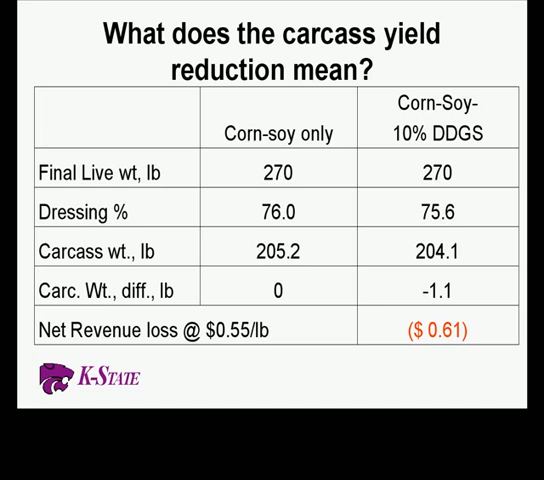 What does the carcass yield
reduction mean?
Corn-soy only
Corn-Soy-
10% DDGS
Final Live wt, lb 270 270
Dressing % 76.0 75.6
Carcass wt., lb 205.2 204.1
Carc. Wt., diff., lb 0 -1.1
Net Revenue loss @ $0.55/lb ($ 0.61)
K-STATE